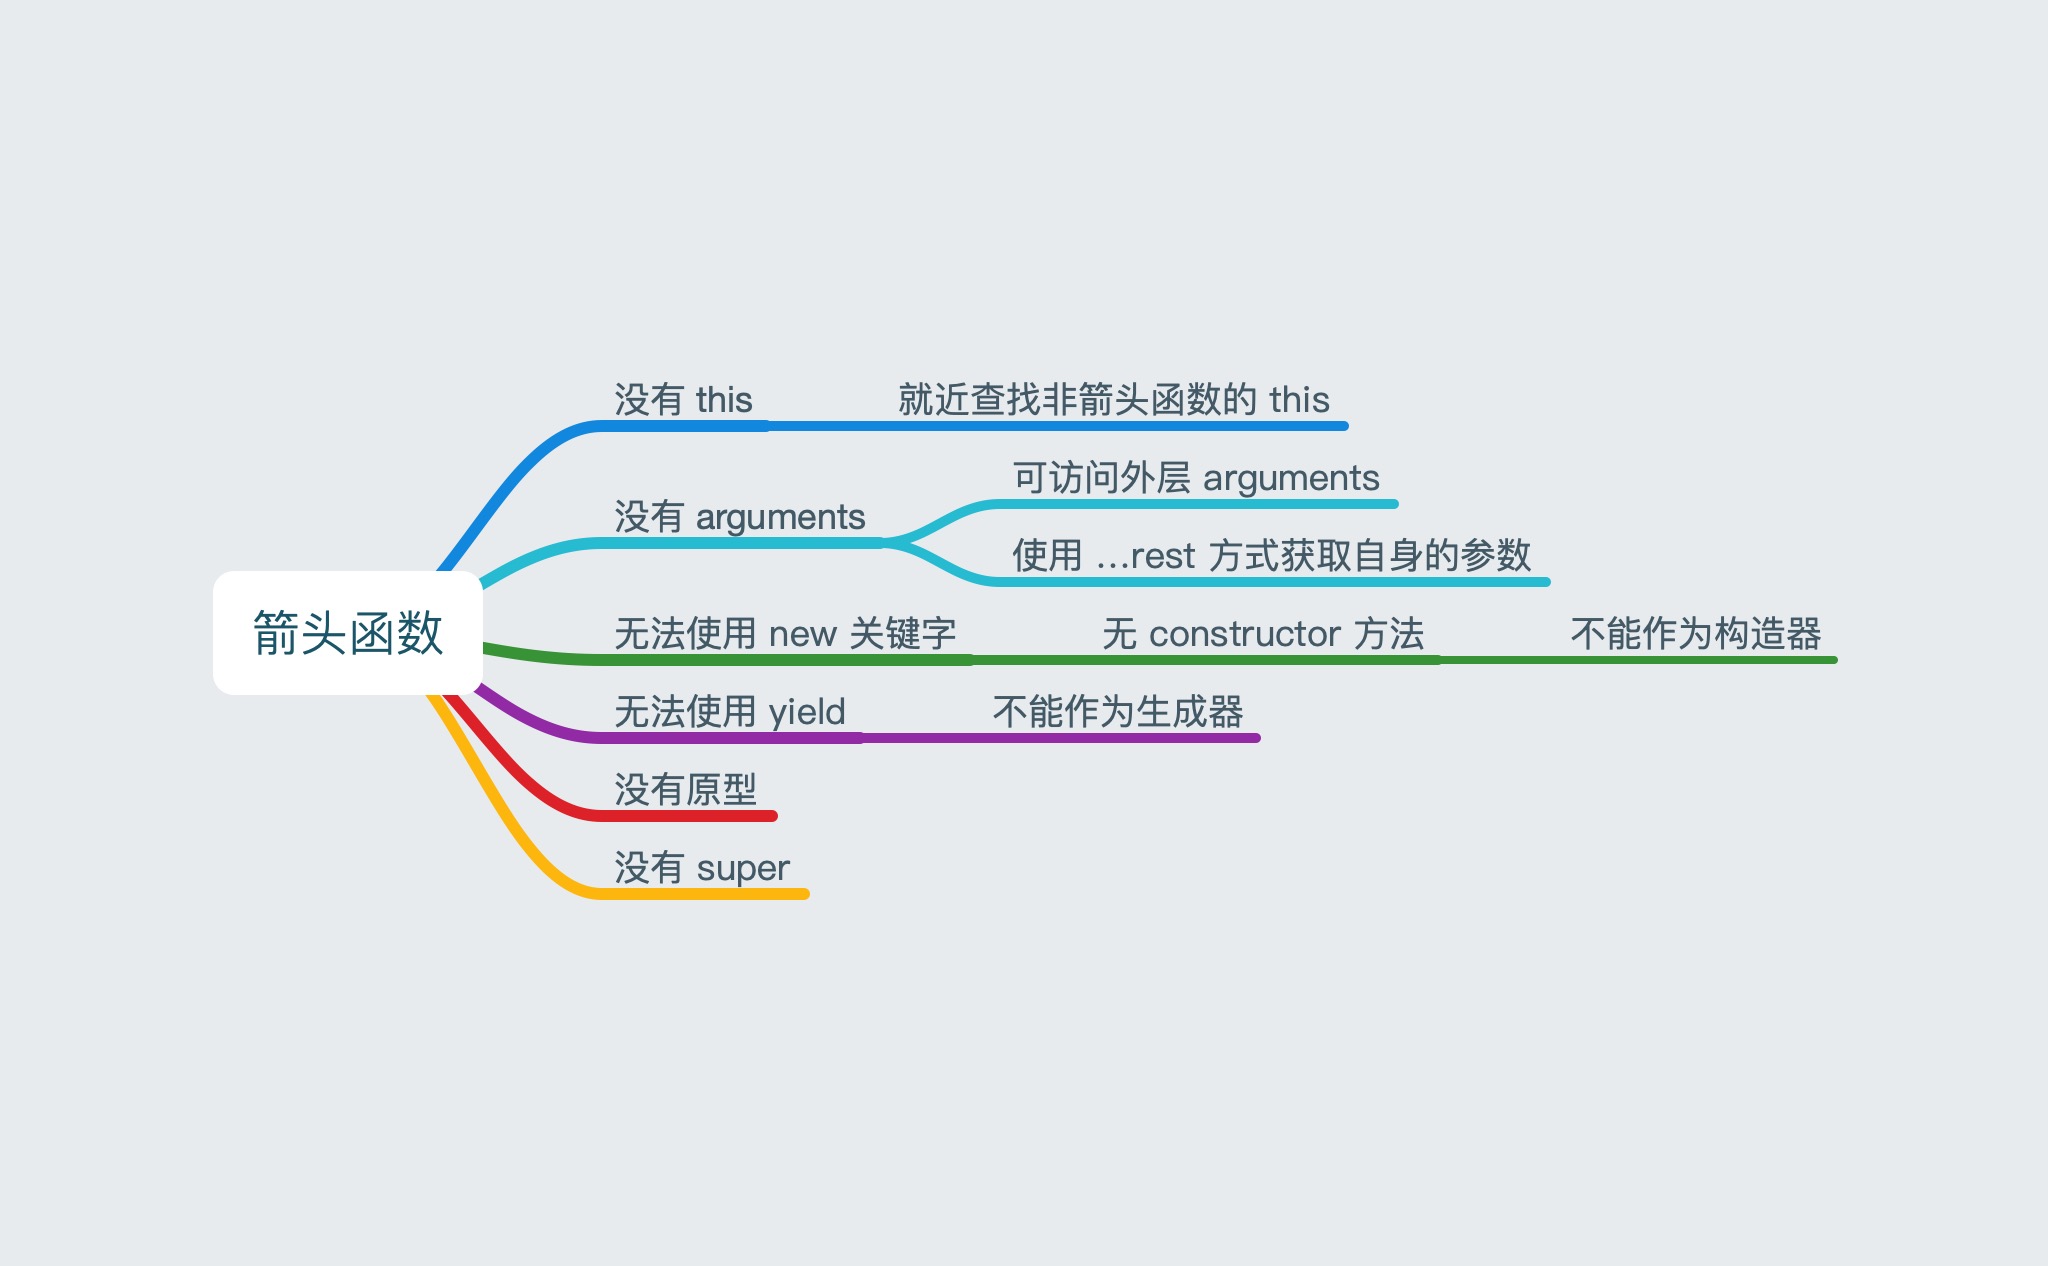 箭头函数
没有 this
就近查找非箭头函数的 this
没有 arguments
可访问外层 arguments
使用 ...rest 方式获取自身的参数
无法使用 new 关键字
无 constructor 方法
不能作为构造器
无法使用 yield
不能作为生成器
没有原型
没有 super